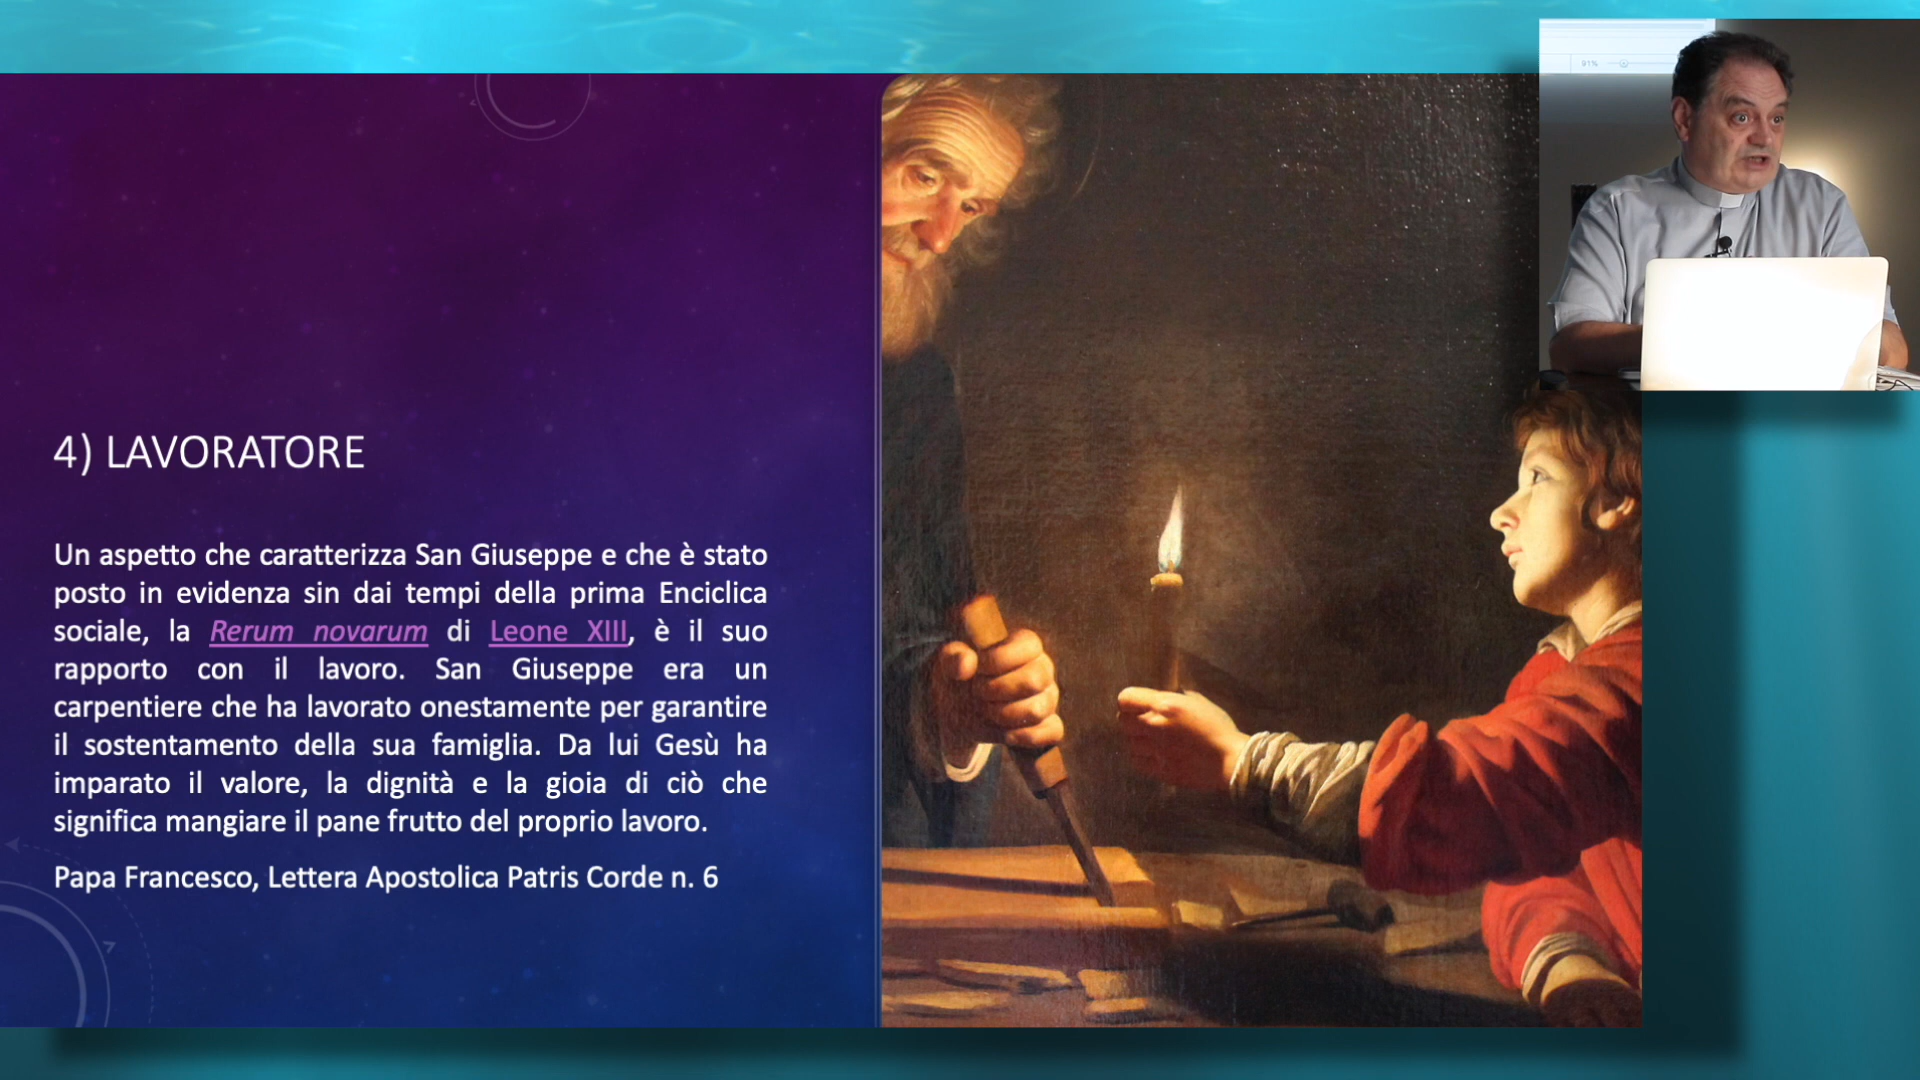 91%
4) LAVORATORE
Un aspetto che caratterizza San Giuseppe e che è stato
posto in evidenza sin dai tempi della prima Enciclica
sociale, la Rerum novarum di Leone XIII, è il suo
rapporto con il lavoro. San Giuseppe era un
carpentiere che ha lavorato onestamente per garantire
il sostentamento della sua famiglia. Da lui Gesù ha
imparato il valore, la dignità e la gioia di ciò che
significa mangiare il pane frutto del proprio lavoro.
Papa Francesco, Lettera Apostolica Patris Corde n. 6